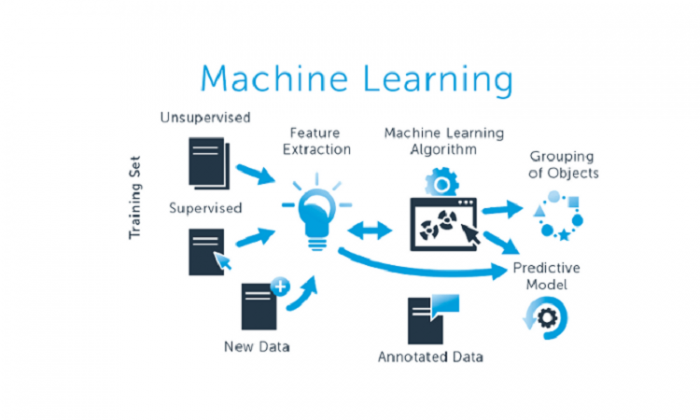 Machine Learning
Unsupervised
Feature
Extraction
Machine Learning
Algorithm
Grouping
of Objects
Training Set
Supervised
Predictive
Model
New Data
Annotated Data